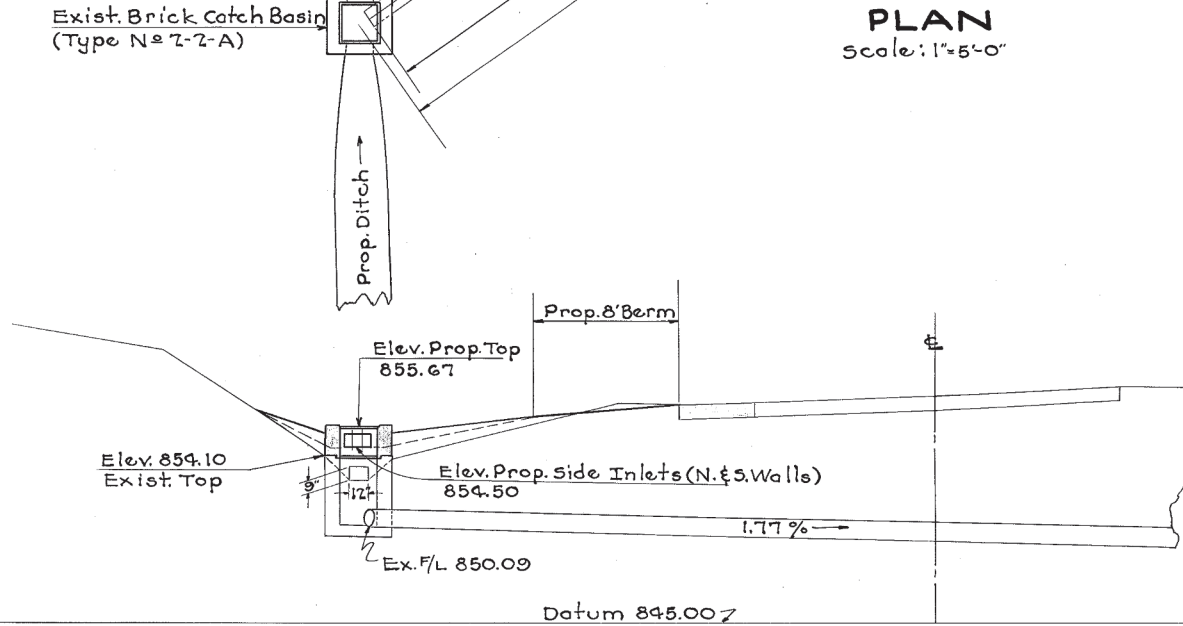 Exist. Brick Catch Basin
(Type Nº 2-2-A)
PLAN
Scale: 1"=5'-0"
Prop. Ditch
Prop. 8' Berm
Elev. Prop. Top
855.67
℄
Elev. 854.10
Exist. Top
9"
12"
Elev. Prop. Side Inlets (N. & S. Walls)
854.50
1.77 %
Ex. F/L 850.09
Datum 845.00